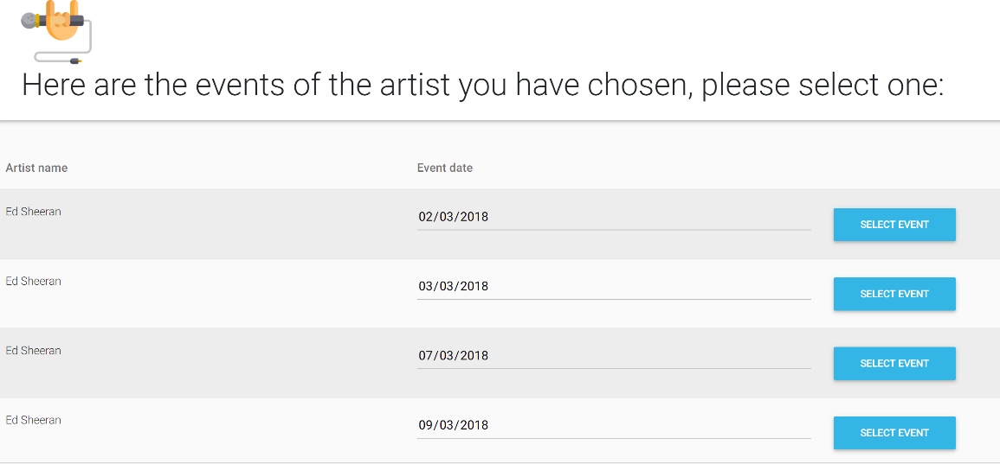 Here are the events of the artist you have chosen, please select one:
Artist name Event date
Ed Sheeran 02/03/2018 SELECT EVENT
Ed Sheeran 03/03/2018 SELECT EVENT
Ed Sheeran 07/03/2018 SELECT EVENT
Ed Sheeran 09/03/2018 SELECT EVENT